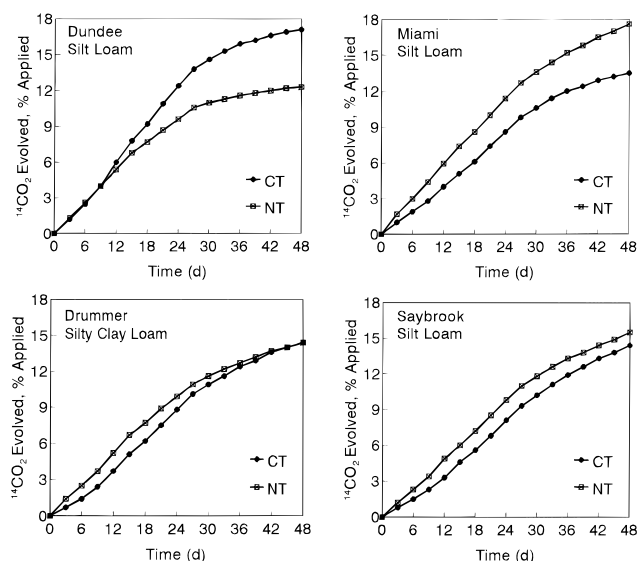 18
15
12
9
6
3
0
¹⁴CO₂ Evolved, % Applied
Dundee
Silt Loam
CT
NT
0 6 12 18 24 30 36 42 48
Time (d)
18
15
12
9
6
3
0
¹⁴CO₂ Evolved, % Applied
Miami
Silt Loam
CT
NT
0 6 12 18 24 30 36 42 48
Time (d)
18
15
12
9
6
3
0
¹⁴CO₂ Evolved, % Applied
Drummer
Silty Clay Loam
CT
NT
0 6 12 18 24 30 36 42 48
Time (d)
18
15
12
9
6
3
0
¹⁴CO₂ Evolved, % Applied
Saybrook
Silt Loam
CT
NT
0 6 12 18 24 30 36 42 48
Time (d)